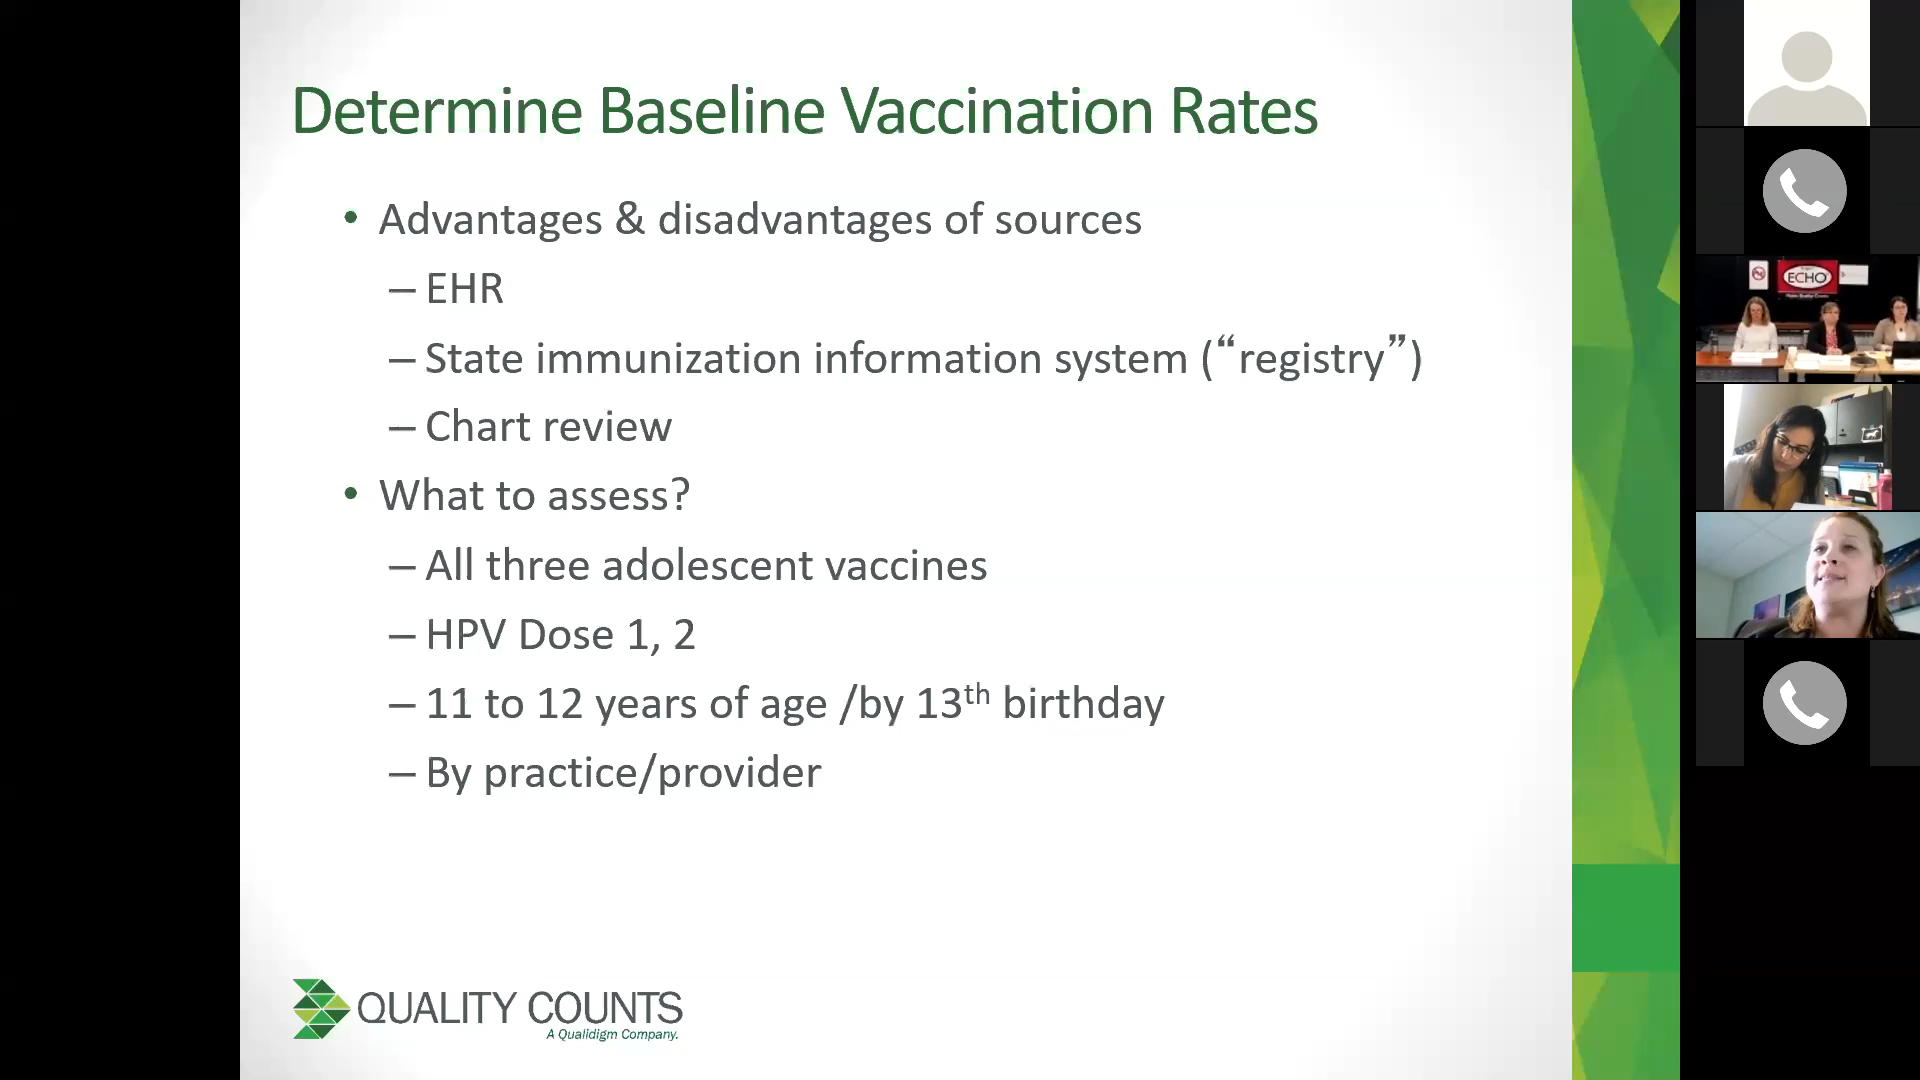 Determine Baseline Vaccination Rates
• Advantages & disadvantages of sources
– EHR
– State immunization information system (“registry”)
– Chart review
• What to assess?
– All three adolescent vaccines
– HPV Dose 1, 2
– 11 to 12 years of age /by 13th birthday
– By practice/provider
QUALITY COUNTS
A Qualidigm Company.
ECHO